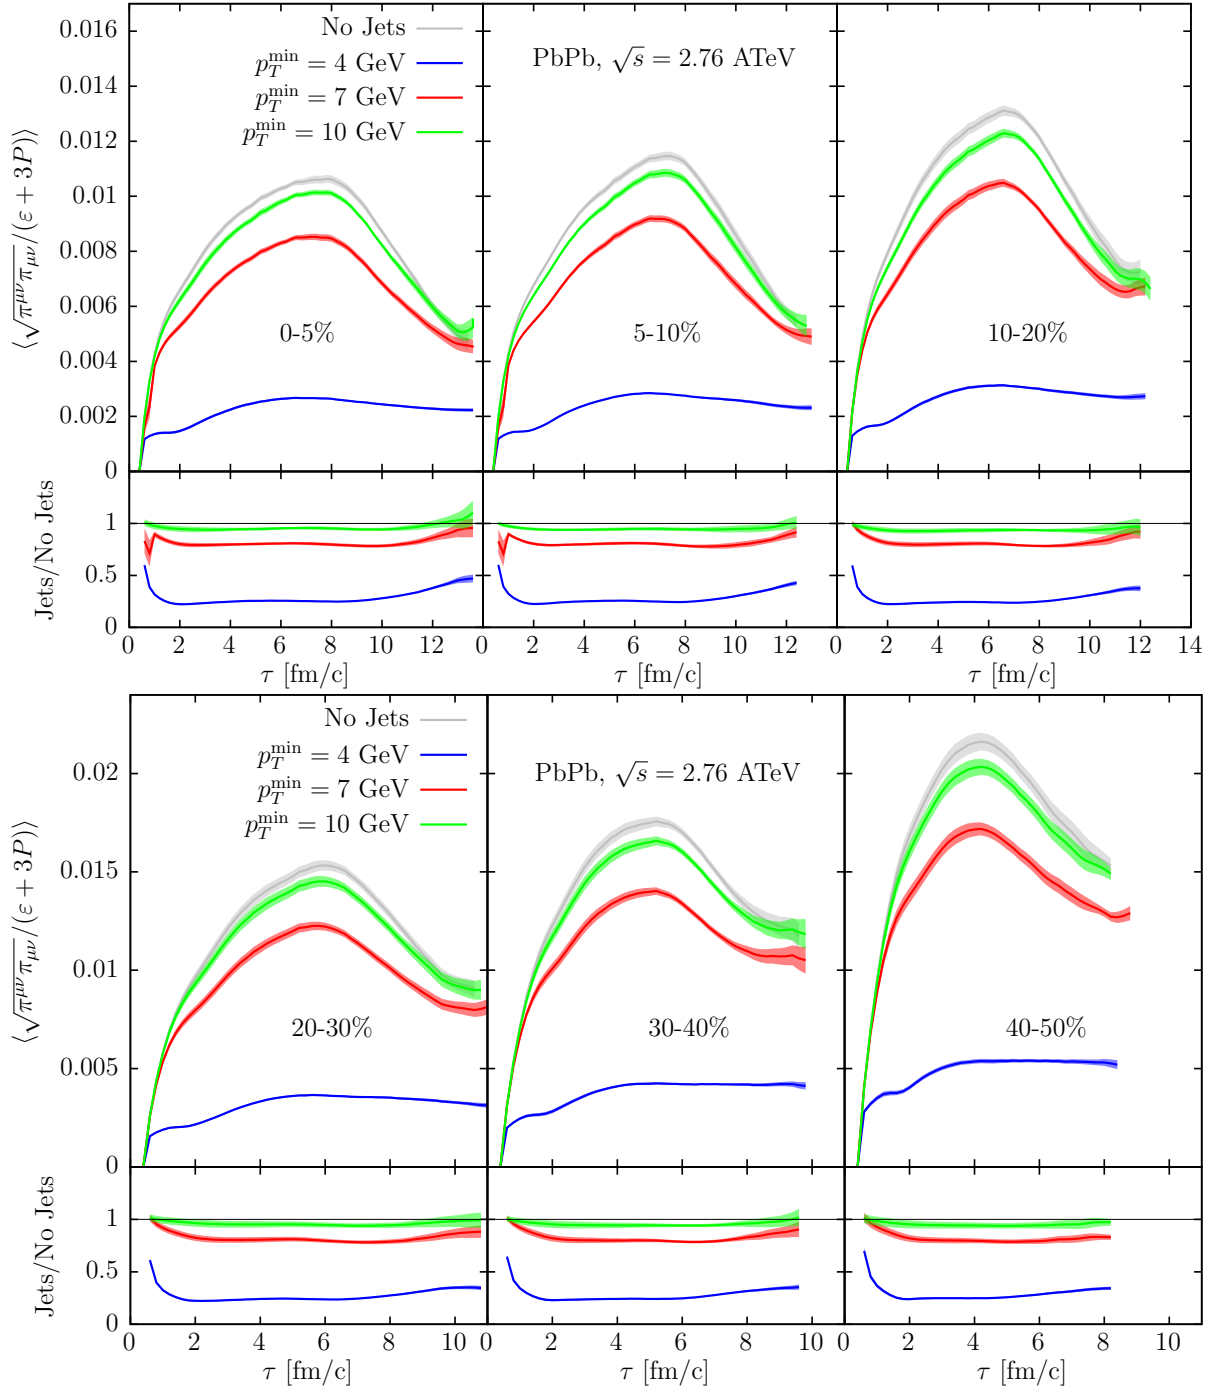 0.016
0.014
0.012
0.01
0.008
0.006
0.004
0.002
0
⟨√π^{μν}π_{μν}/(ε + 3P)⟩
No Jets
p_T^{min} = 4 GeV
p_T^{min} = 7 GeV
p_T^{min} = 10 GeV
PbPb, √s = 2.76 ATeV
0-5%
5-10%
10-20%
Jets/No Jets
1
0.5
0
0 2 4 6 8 10 12 0 2 4 6 8 10 12 0 2 4 6 8 10 12 14
τ [fm/c] τ [fm/c] τ [fm/c]
0.02
0.015
0.01
0.005
0
⟨√π^{μν}π_{μν}/(ε + 3P)⟩
No Jets
p_T^{min} = 4 GeV
p_T^{min} = 7 GeV
p_T^{min} = 10 GeV
PbPb, √s = 2.76 ATeV
20-30%
30-40%
40-50%
Jets/No Jets
1
0.5
0
0 2 4 6 8 10 0 2 4 6 8 10 0 2 4 6 8 10
τ [fm/c] τ [fm/c] τ [fm/c]